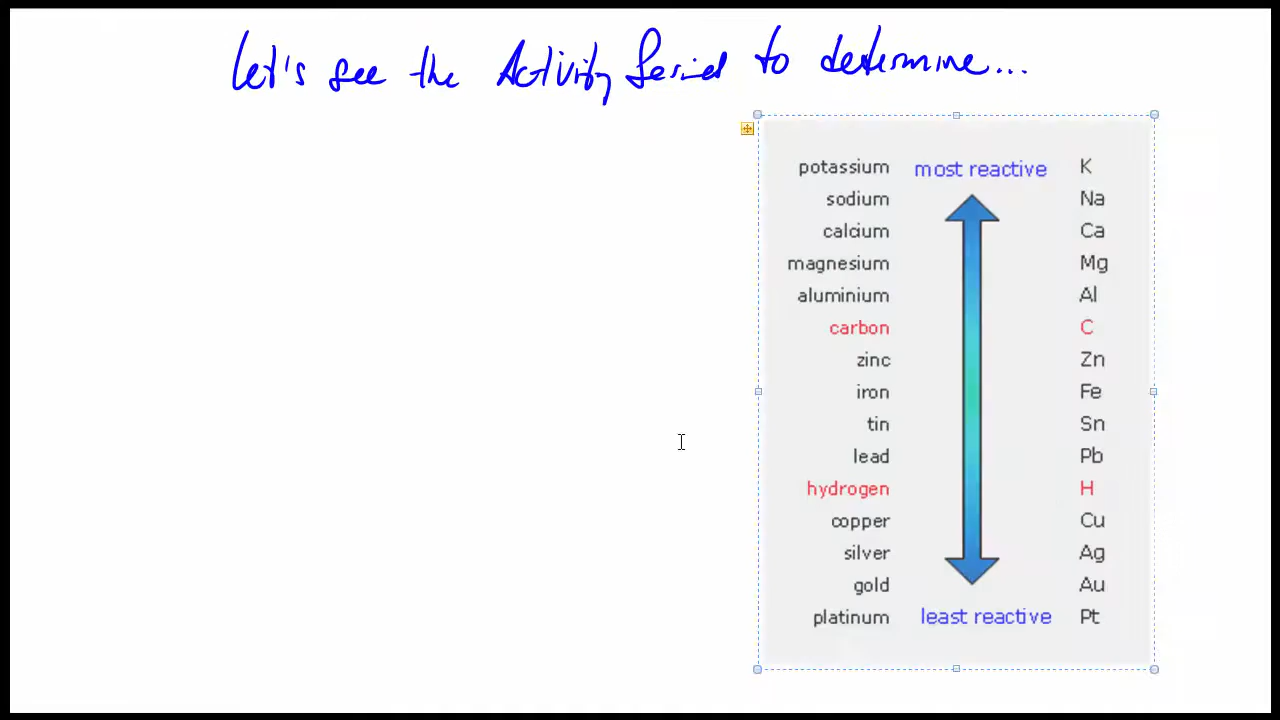 Let's see the Activity Series to determine...
potassium most reactive K
sodium Na
calcium Ca
magnesium Mg
aluminium Al
carbon C
zinc Zn
iron Fe
tin Sn
lead Pb
hydrogen H
copper Cu
silver Ag
gold Au
platinum least reactive Pt